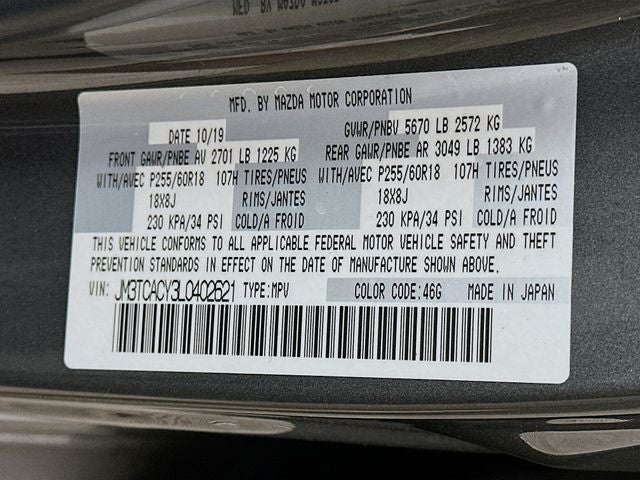 MFD. BY MAZDA MOTOR CORPORATION
DATE 10/19 GVWR/PNBV 5670 LB 2572 KG
FRONT GAWR/PNBE AV 2701 LB 1225 KG REAR GAWR/PNBE AR 3049 LB 1383 KG
WITH/AVEC P255/60R18 107H TIRES/PNEUS WITH/AVEC P255/60R18 107H TIRES/PNEUS
18X8J RIMS/JANTES 18X8J RIMS/JANTES
230 KPA/34 PSI COLD/A FROID 230 KPA/34 PSI COLD/A FROID
THIS VEHICLE CONFORMS TO ALL APPLICABLE FEDERAL MOTOR VEHICLE SAFETY AND THEFT
PREVENTION STANDARDS IN EFFECT ON THE DATE OF MANUFACTURE SHOWN ABOVE.
VIN: JM3TCACY3L0402621 TYPE:MPV COLOR CODE:46G MADE IN JAPAN